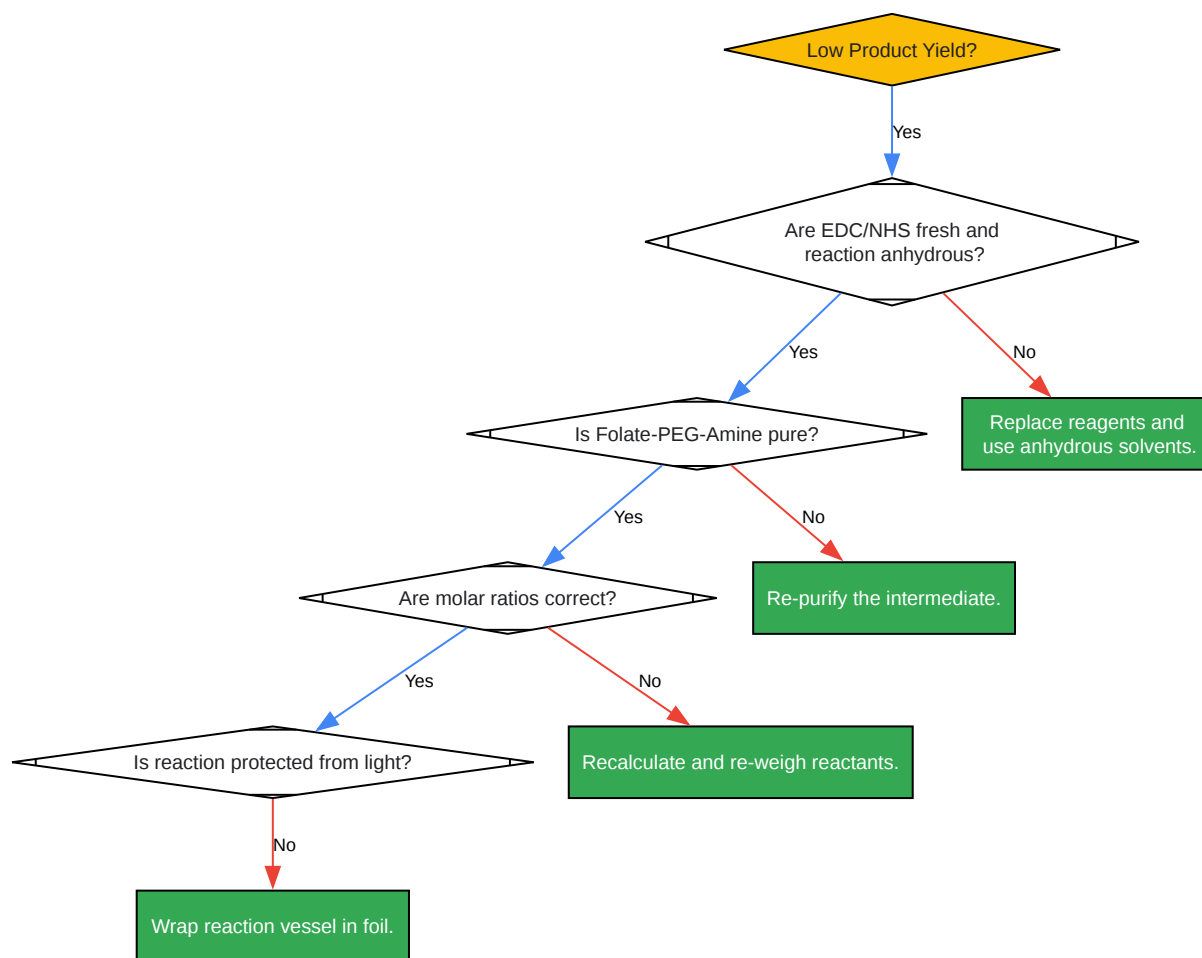 Low Product Yield?
Yes
Are EDC/NHS fresh and
reaction anhydrous?
Yes
No
Is Folate-PEG-Amine pure?
Replace reagents and
use anhydrous solvents.
Yes
No
Are molar ratios correct?
Re-purify the intermediate.
Yes
No
Is reaction protected from light?
Recalculate and re-weigh reactants.
No
Wrap reaction vessel in foil.